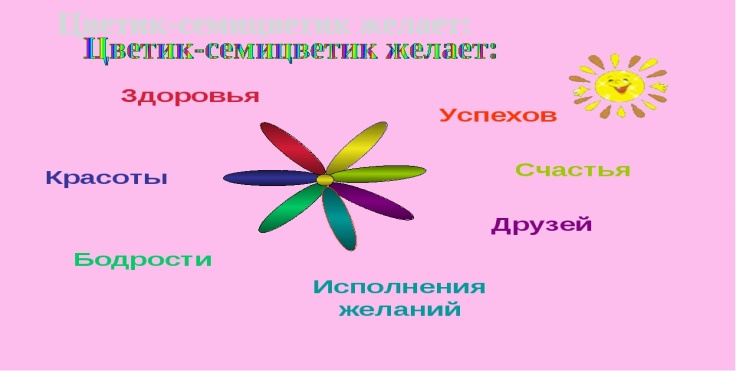 Цветик-семицветик желает:
Здоровья
Успехов
Счастья
Красоты
Друзей
Бодрости
Исполнения
желаний